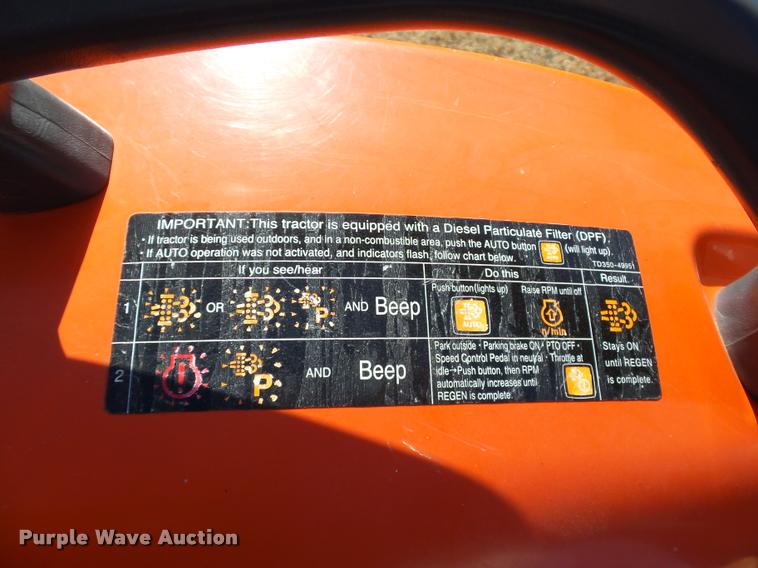 IMPORTANT:This tractor is equipped with a Diesel Particulate Filter (DPF).
· If tractor is being used outdoors, and in a non-combustible area, push the AUTO button AUTO (will light up).
· If AUTO operation was not activated, and indicators flash, follow chart below.
TD350-49951
If you see/hear
Do this
Result...
1
OR
P
AND Beep
Push button(lights up)
AUTO
Raise RPM until off
n/min
Stays ON
until REGEN
is complete.
2
P
AND
Beep
Park outside · Parking brake ON · PTO OFF ·
Speed Control Pedal in neutral · Throttle at
idle→Push button, then RPM
automatically increases until
REGEN is complete.
Purple Wave Auction